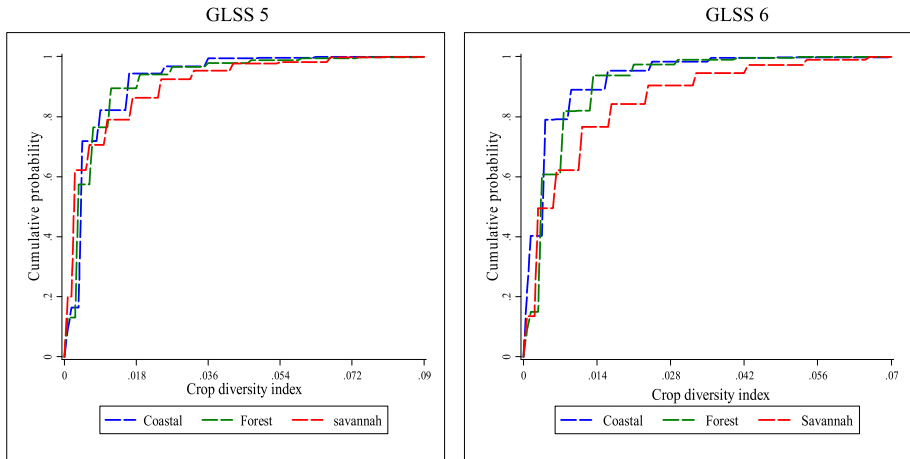 GLSS 5
Cumulative probability
1
.8
.6
.4
.2
0
0 .018 .036 .054 .072 .09
Crop diversity index
Coastal Forest savannah
GLSS 6
Cumulative probability
1
.8
.6
.4
.2
0
0 .014 .028 .042 .056 .07
Crop diversity index
Coastal Forest Savannah